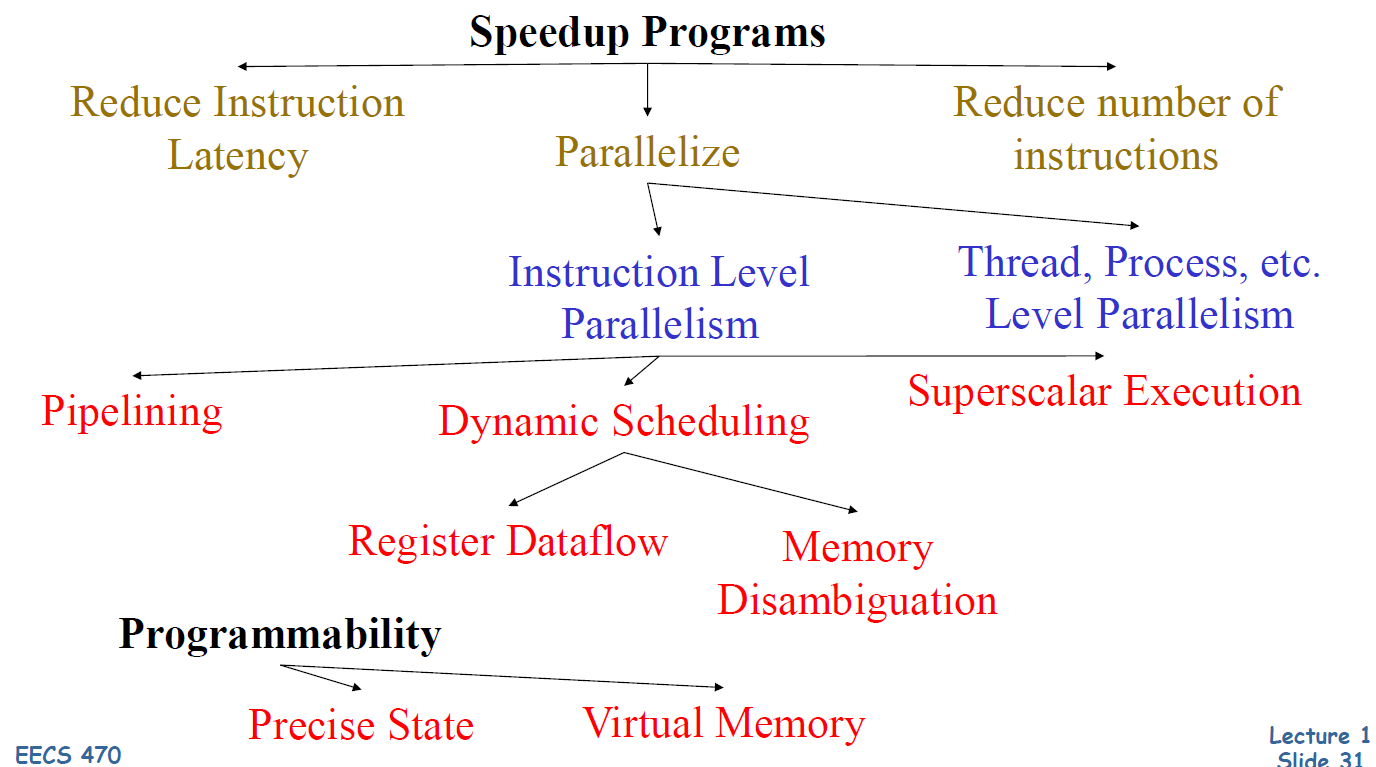 Speedup Programs
Reduce Instruction
Latency
Parallelize
Reduce number of
instructions
Instruction Level
Parallelism
Thread, Process, etc.
Level Parallelism
Pipelining
Dynamic Scheduling
Superscalar Execution
Register Dataflow
Memory
Disambiguation
Programmability
Precise State
Virtual Memory
EECS 470
Lecture 1
Slide 31